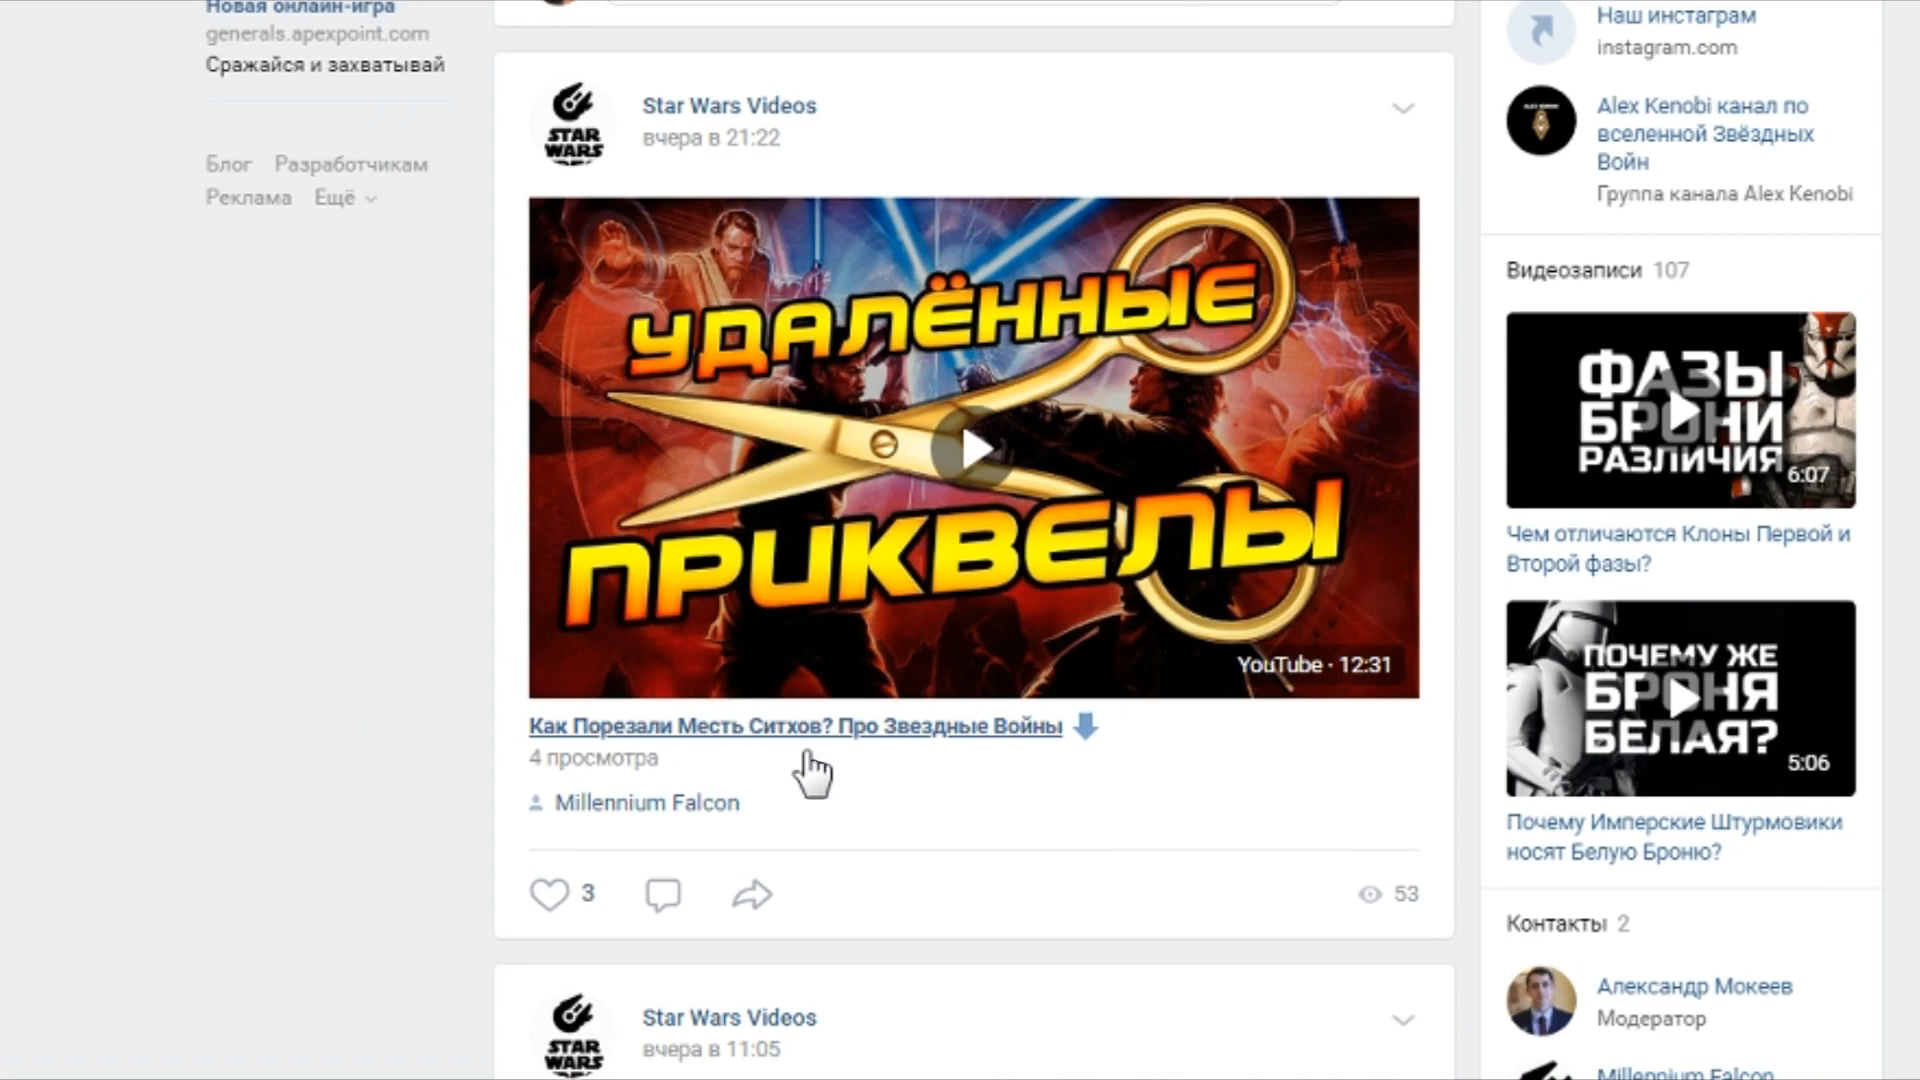 Новая онлайн-игра
generals.apexpoint.com
Сражайся и захватывай
Блог Разработчикам
Реклама Ещё
STAR
WARS
Star Wars Videos
вчера в 21:22
УДАЛЁННЫЕ
ПРИКВЕЛЫ
YouTube · 12:31
Как Порезали Месть Ситхов? Про Звездные Войны
4 просмотра
Millennium Falcon
3
53
STAR
WARS
Star Wars Videos
вчера в 11:05
Наш инстаграм
instagram.com
Alex Kenobi канал по
вселенной Звёздных
Войн
Группа канала Alex Kenobi
Видеозаписи 107
ФАЗЫ
БРОНИ
РАЗЛИЧИЯ
6:07
Чем отличаются Клоны Первой и
Второй фазы?
ПОЧЕМУ ЖЕ
БРОНЯ
БЕЛАЯ?
5:06
Почему Имперские Штурмовики
носят Белую Броню?
Контакты 2
Александр Мокеев
Модератор
Millennium Falcon